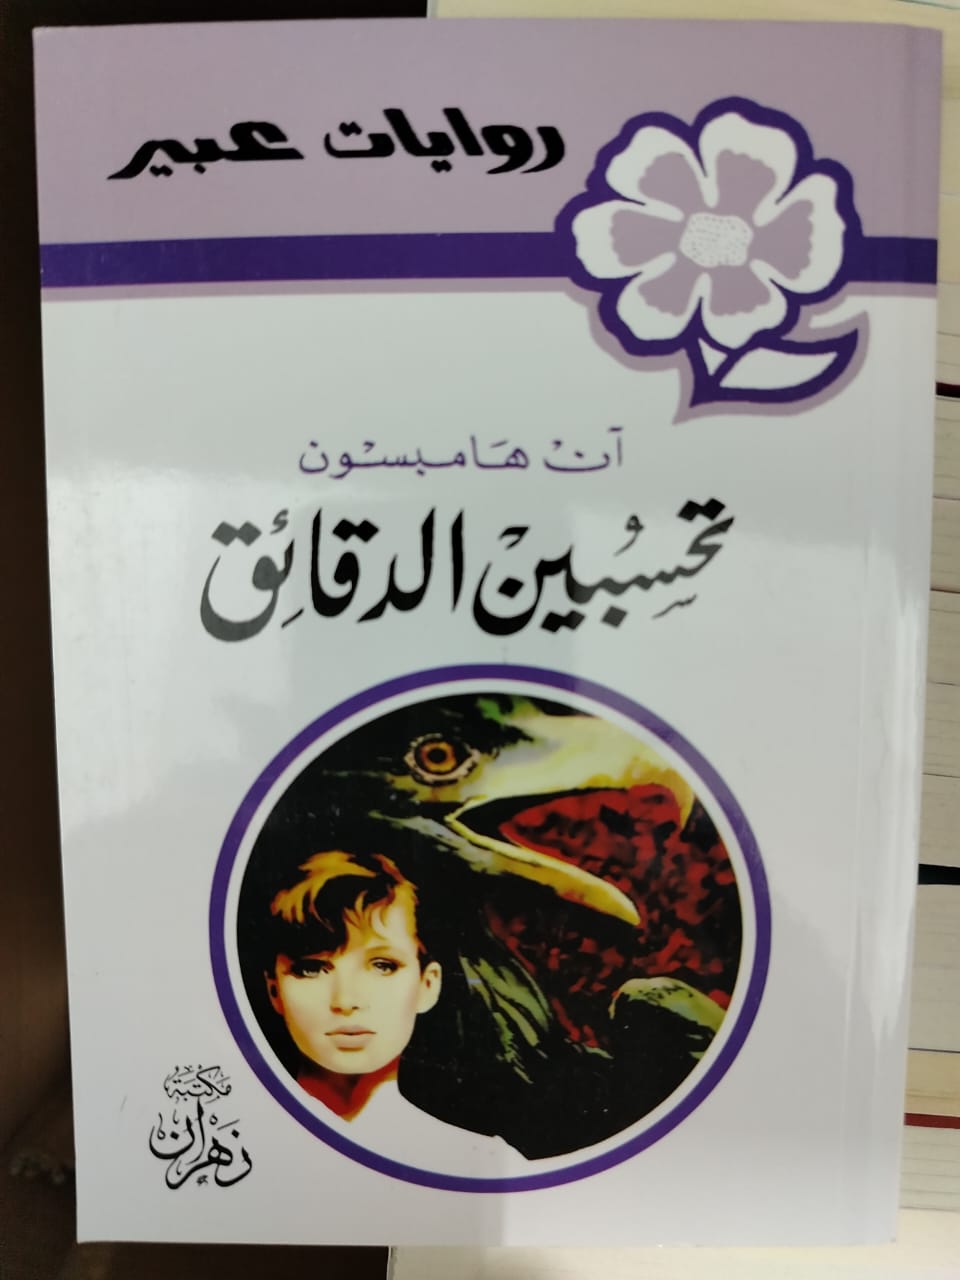 روايات عبير
آن هامبسون
تحسبين الدقائق
مكتبة
زهران